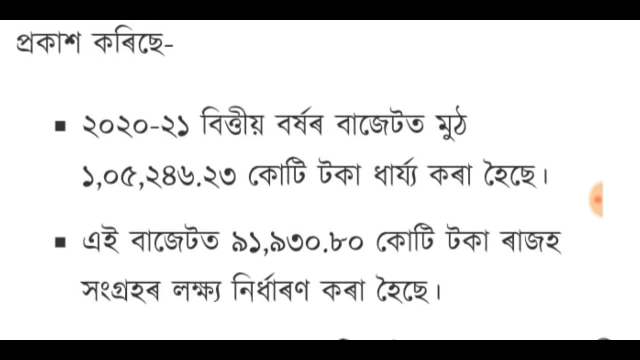 প্ৰকাশ কৰিছে-
▪ ২০২০-২১ বিত্তীয় বৰ্ষৰ বাজেটত মুঠ
১,০৫,২৪৬.২৩ কোটি টকা ধাৰ্য্য কৰা হৈছে।
▪ এই বাজেটত ৯১,৯৩০.৮০ কোটি টকা ৰাজহ
সংগ্ৰহৰ লক্ষ্য নিৰ্ধাৰণ কৰা হৈছে।